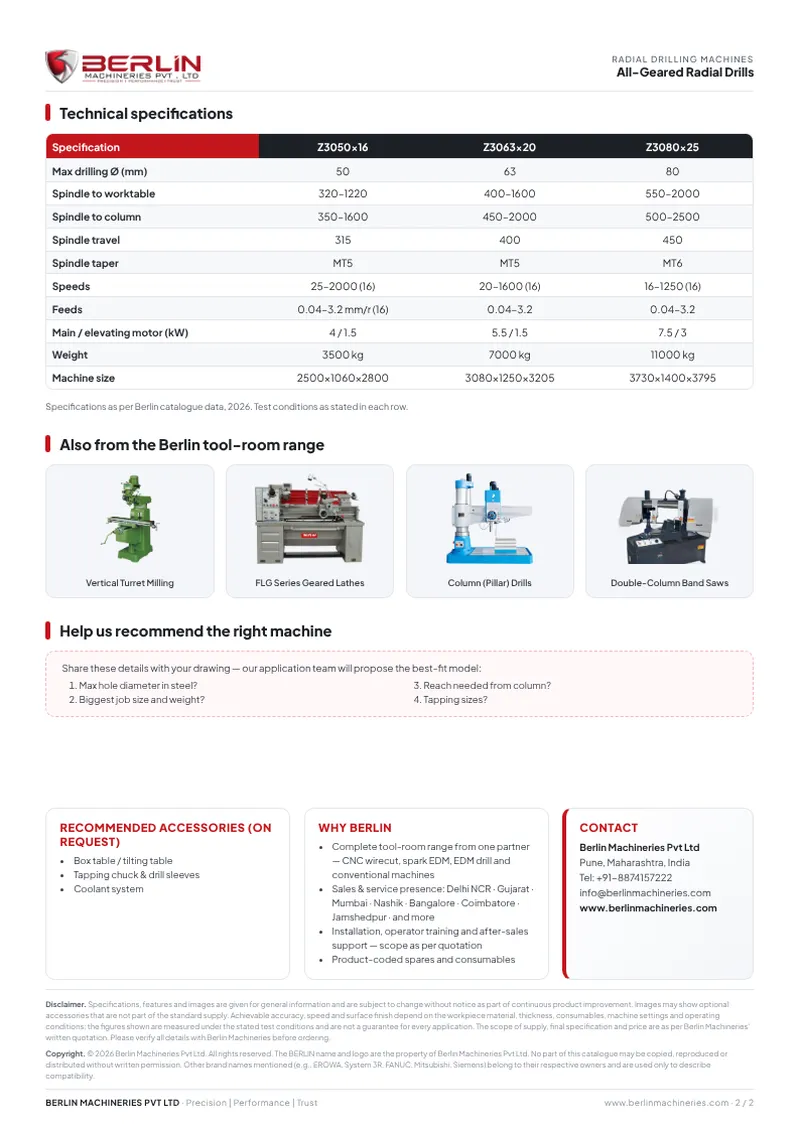 BERLIN
MACHINERIES PVT. LTD
PRECISION | PERFORMANCE | TRUST
RADIAL DRILLING MACHINES
All-Geared Radial Drills
Technical specifications
Specification Z3050×16 Z3063×20 Z3080×25
Max drilling Ø (mm) 50 63 80
Spindle to worktable 320–1220 400–1600 550–2000
Spindle to column 350–1600 450–2000 500–2500
Spindle travel 315 400 450
Spindle taper MT5 MT5 MT6
Speeds 25–2000 (16) 20–1600 (16) 16–1250 (16)
Feeds 0.04–3.2 mm/r (16) 0.04–3.2 0.04–3.2
Main / elevating motor (kW) 4 / 1.5 5.5 / 1.5 7.5 / 3
Weight 3500 kg 7000 kg 11000 kg
Machine size 2500×1060×2800 3080×1250×3205 3730×1400×3795
Specifications as per Berlin catalogue data, 2026. Test conditions as stated in each row.
Also from the Berlin tool-room range
Vertical Turret Milling
FLG Series Geared Lathes
Column (Pillar) Drills
Double-Column Band Saws
Help us recommend the right machine
Share these details with your drawing — our application team will propose the best-fit model:
1. Max hole diameter in steel?
2. Biggest job size and weight?
3. Reach needed from column?
4. Tapping sizes?
RECOMMENDED ACCESSORIES (ON
REQUEST)
• Box table / tilting table
• Tapping chuck & drill sleeves
• Coolant system
WHY BERLIN
• Complete tool-room range from one partner
— CNC wirecut, spark EDM, EDM drill and
conventional machines
• Sales & service presence: Delhi NCR · Gujarat ·
Mumbai · Nashik · Bangalore · Coimbatore ·
Jamshedpur · and more
• Installation, operator training and after-sales
support — scope as per quotation
• Product-coded spares and consumables
CONTACT
Berlin Machineries Pvt Ltd
Pune, Maharashtra, India
Tel: +91-8874157222
info@berlinmachineries.com
www.berlinmachineries.com
Disclaimer. Specifications, features and images are given for general information and are subject to change without notice as part of continuous product improvement. Images may show optional
accessories that are not part of the standard supply. Achievable accuracy, speed and surface finish depend on the workpiece material, thickness, consumables, machine settings and operating
conditions; the figures shown are measured under the stated test conditions and are not a guarantee for every application. The scope of supply, final specification and price are as per Berlin Machineries'
written quotation. Please verify all details with Berlin Machineries before ordering.
Copyright. © 2026 Berlin Machineries Pvt Ltd. All rights reserved. The BERLIN name and logo are the property of Berlin Machineries Pvt Ltd. No part of this catalogue may be copied, reproduced or
distributed without written permission. Other brand names mentioned (e.g., EROWA, System 3R, FANUC, Mitsubishi, Siemens) belong to their respective owners and are used only to describe
compatibility.
BERLIN MACHINERIES PVT LTD · Precision | Performance | Trust
www.berlinmachineries.com · 2 / 2